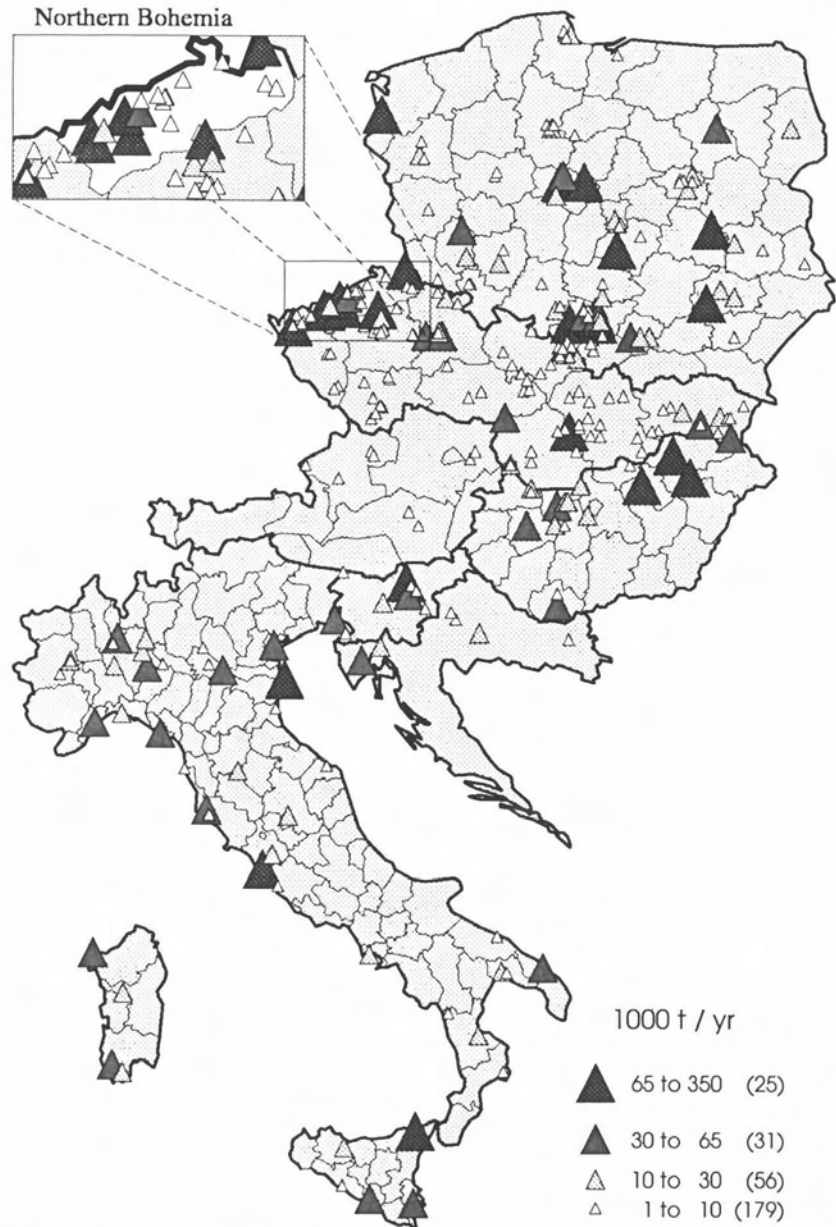 Northern Bohemia
1000 t / yr
65 to 350 (25)
30 to 65 (31)
10 to 30 (56)
1 to 10 (179)